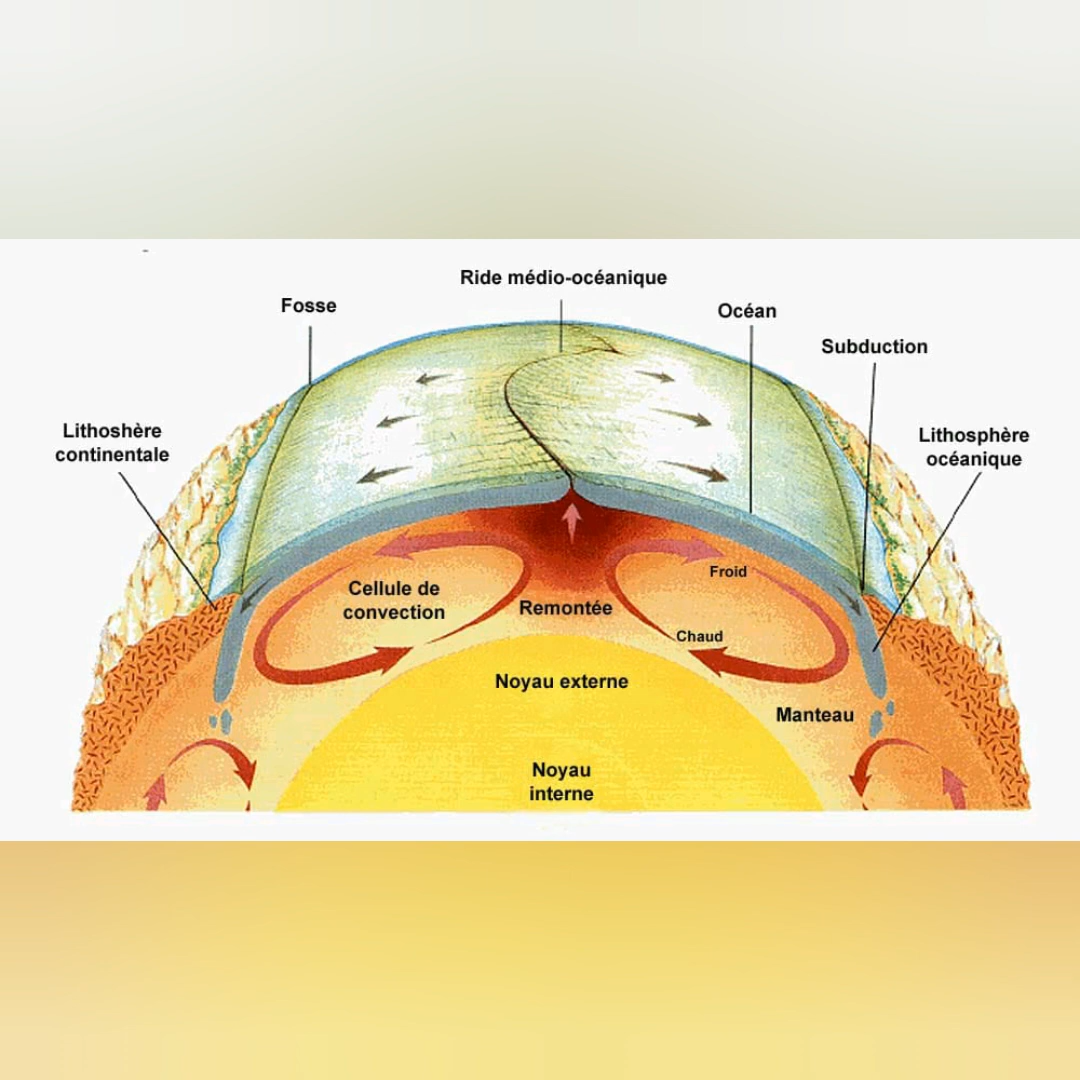 Ride médio-océanique
Fosse
Océan
Subduction
Lithoshère
continentale
Lithosphère
océanique
Froid
Cellule de
convection
Remontée
Chaud
Noyau externe
Manteau
Noyau
interne